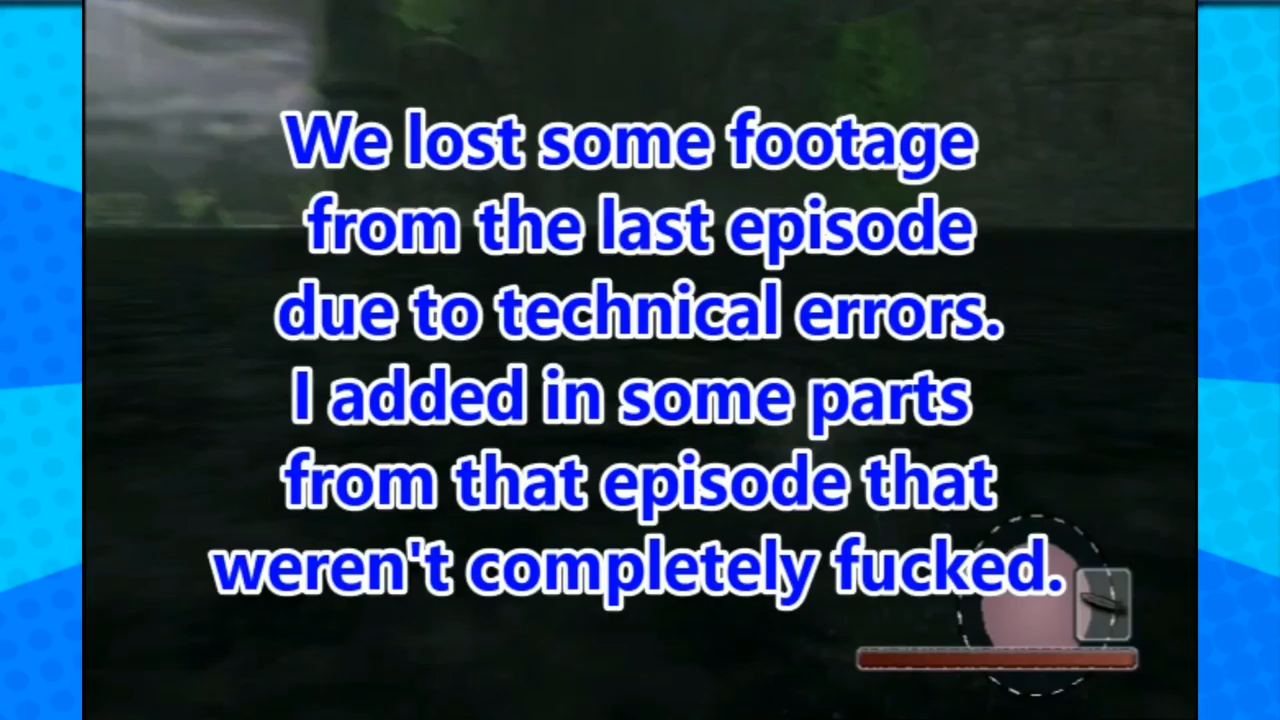 We lost some footage
from the last episode
due to technical errors.
I added in some parts
from that episode that
weren't completely fucked.